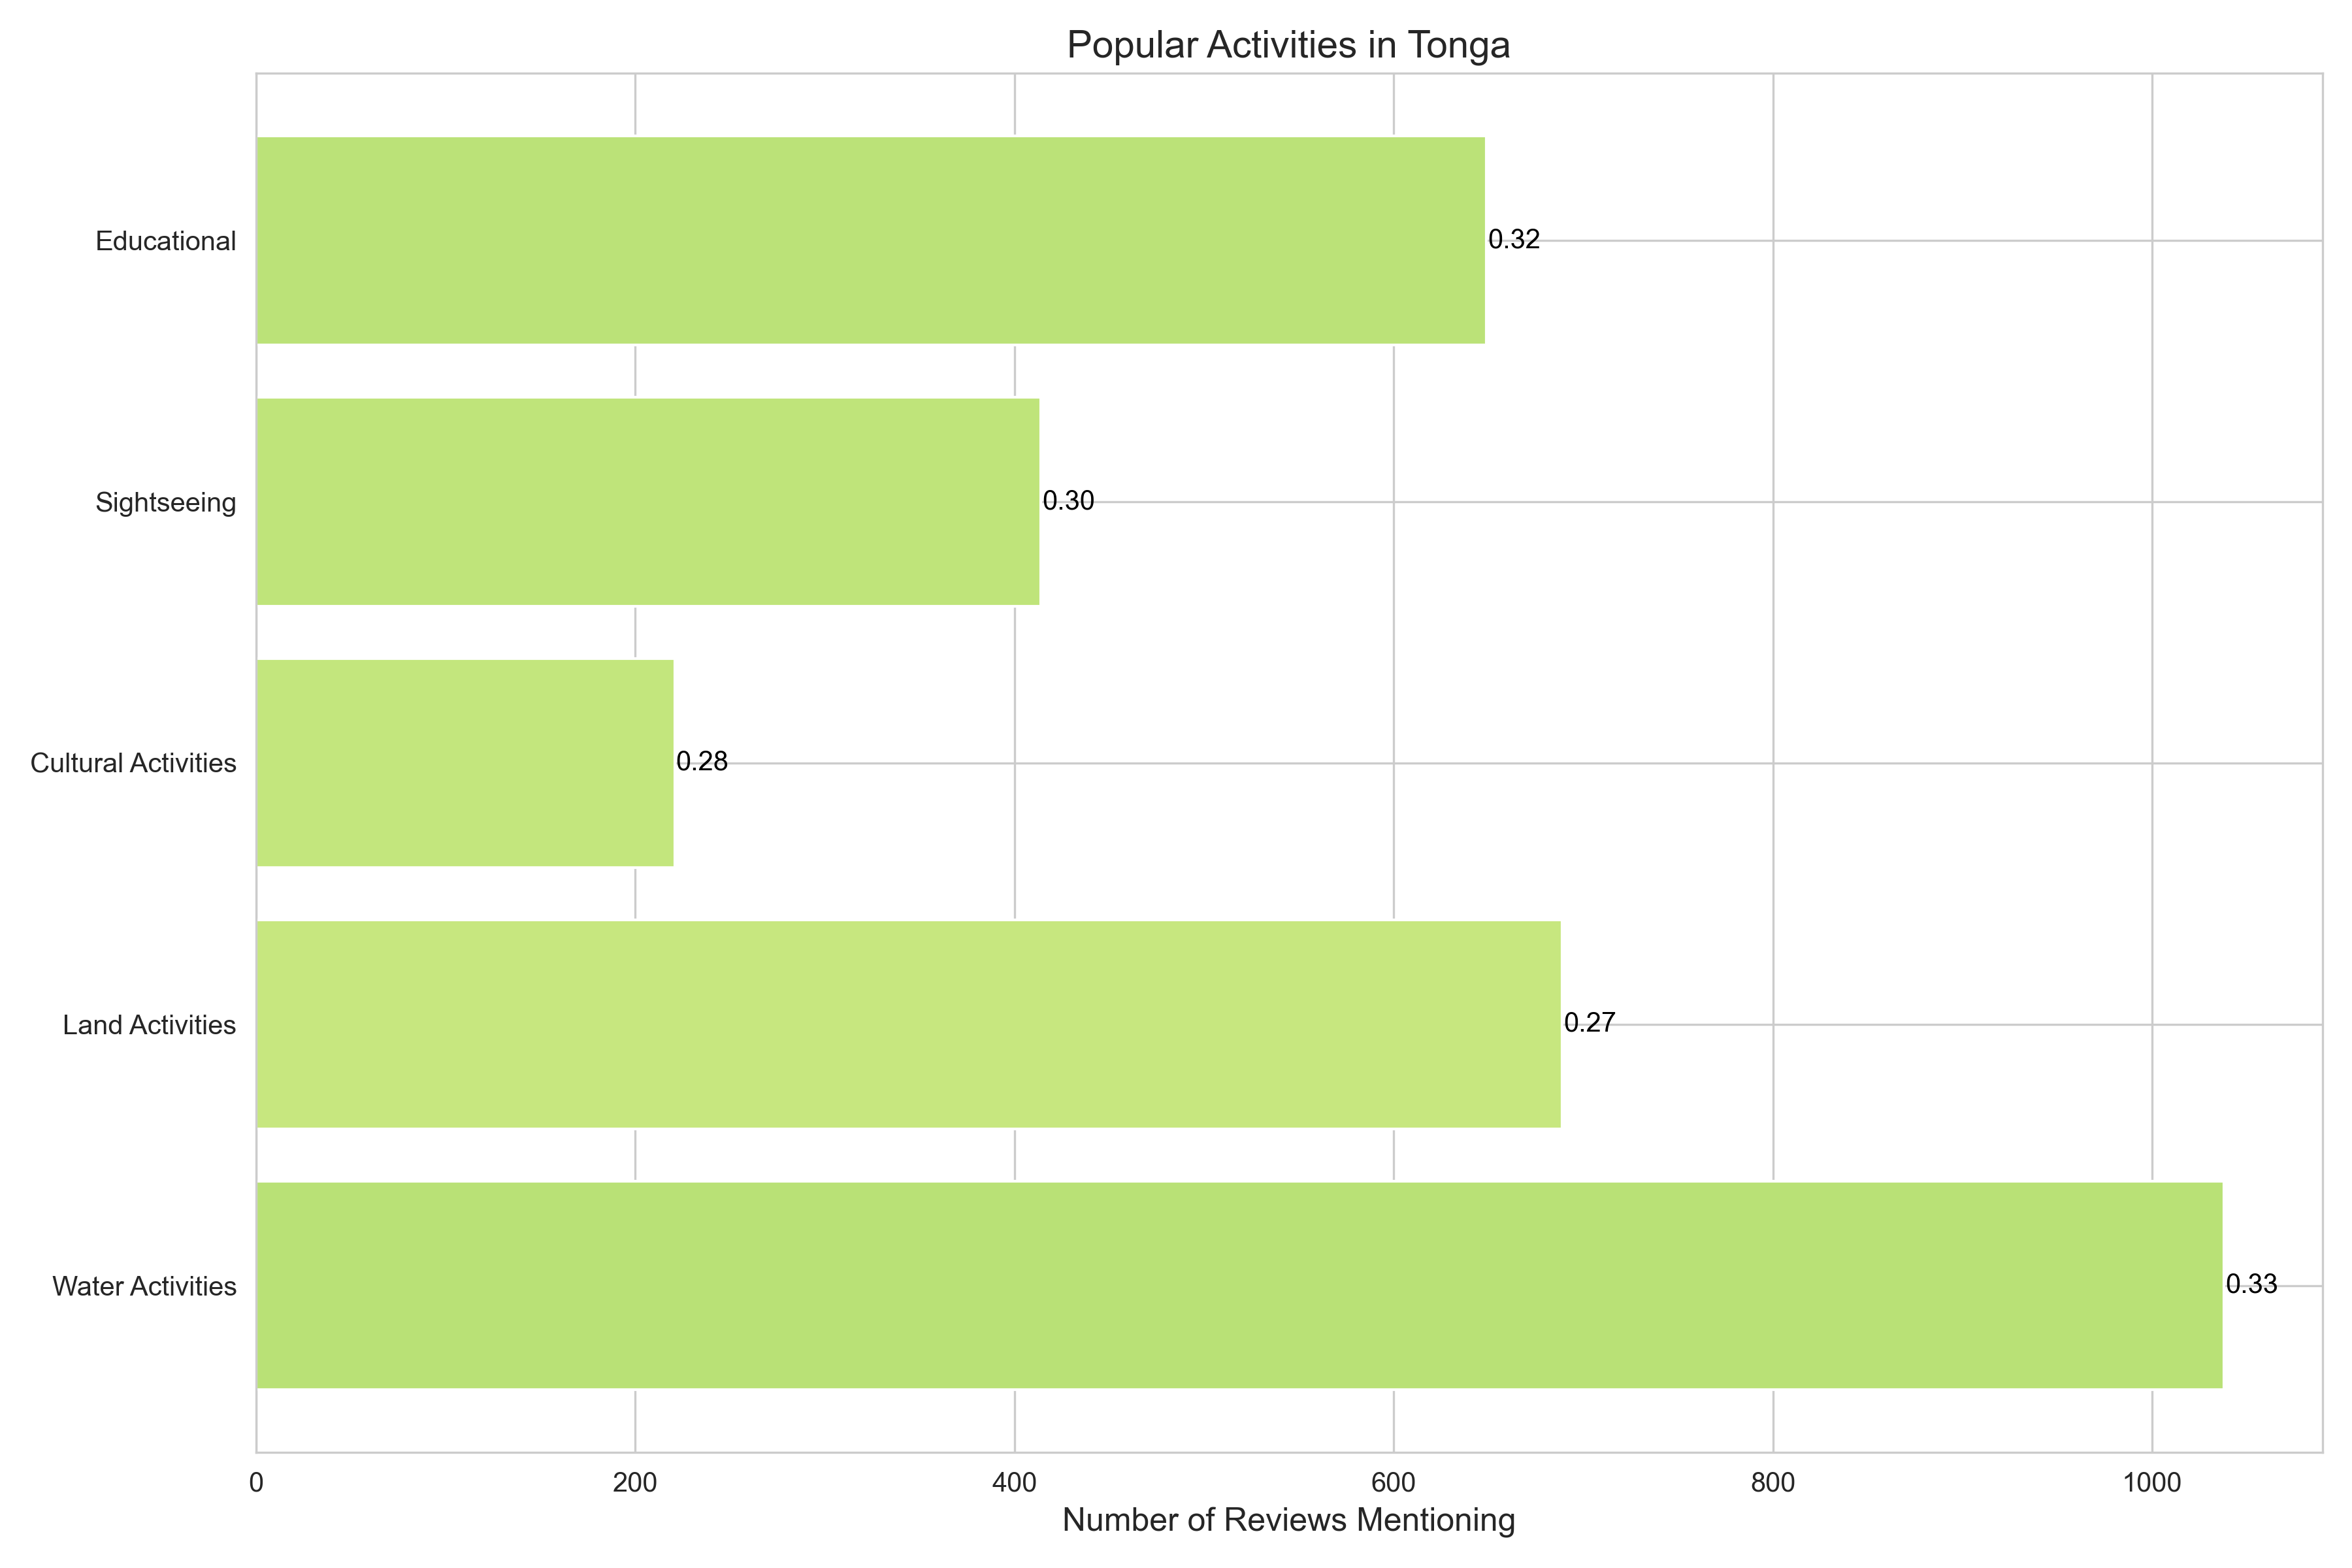 Popular Activities in Tonga
Educational
0.32
Sightseeing
0.30
Cultural Activities
0.28
Land Activities
0.27
Water Activities
0.33
0
200
400
600
800
1000
Number of Reviews Mentioning